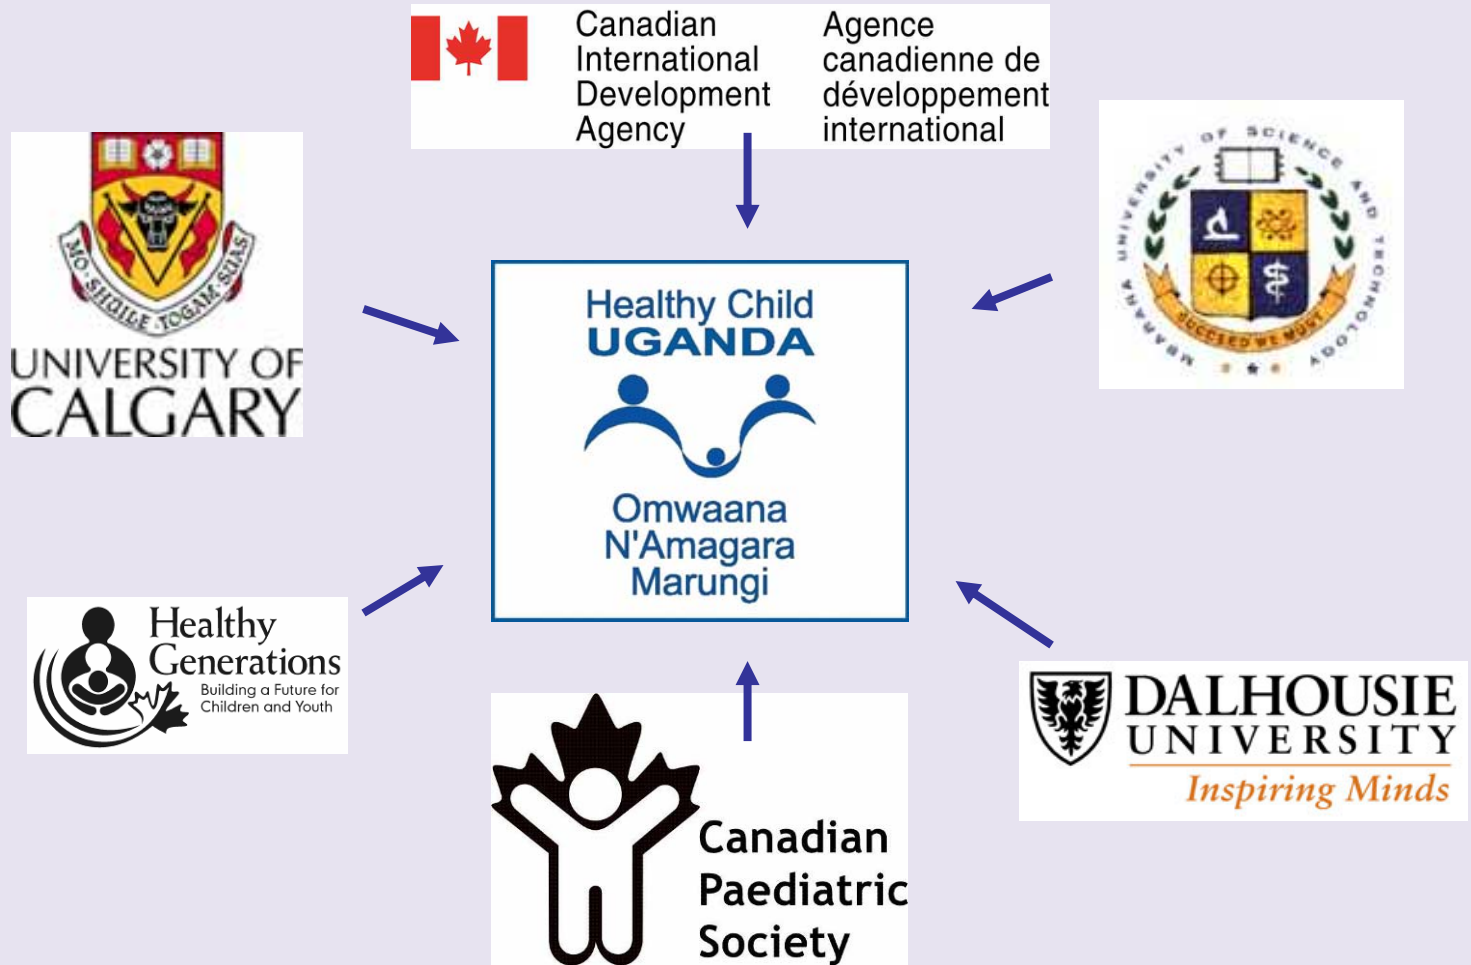 Canadian
International
Development
Agency
Agence
canadienne de
développement
international
MO·SHÙILE·TOGAM·SUAS
UNIVERSITY OF
CALGARY
MBARARA UNIVERSITY OF SCIENCE AND TECHNOLOGY
SUCCEED WE MUST
Healthy Child
UGANDA
Omwaana
N'Amagara
Marungi
Healthy
Generations
Building a Future for
Children and Youth
DALHOUSIE
UNIVERSITY
Inspiring Minds
Canadian
Paediatric
Society